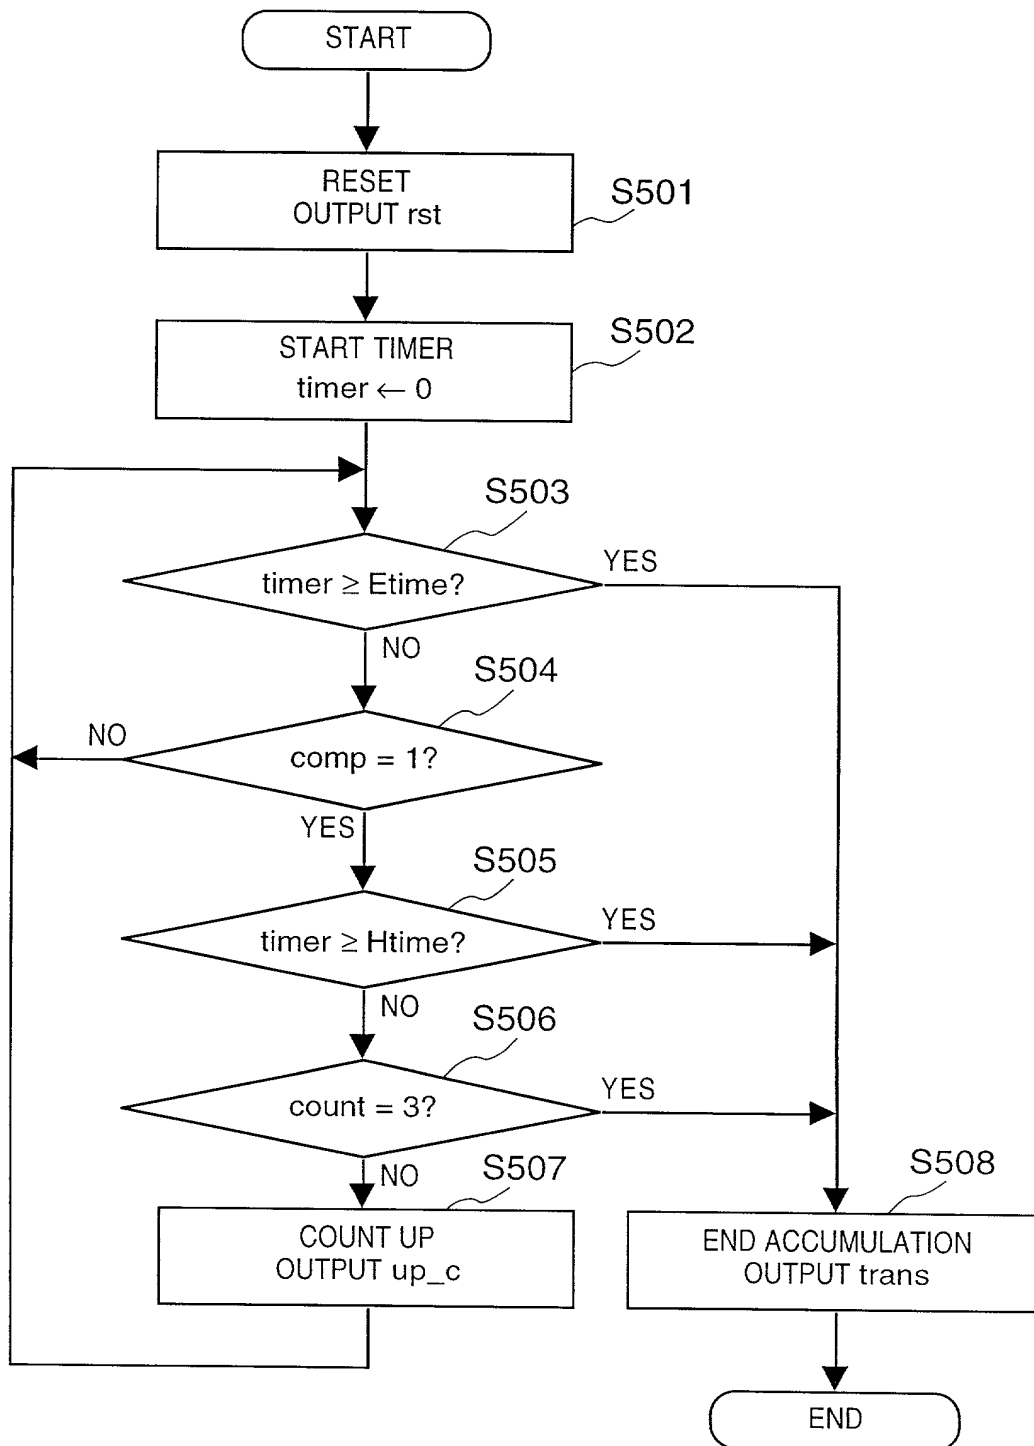 START
RESET
OUTPUT rst
S501
START TIMER
timer ← 0
S502
S503
timer ≥ Etime?
YES
NO
S504
comp = 1?
NO
YES
S505
timer ≥ Htime?
YES
NO
S506
count = 3?
YES
NO
S507
COUNT UP
OUTPUT up_c
S508
END ACCUMULATION
OUTPUT trans
END